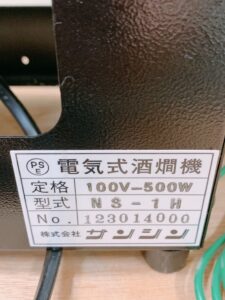 PSE 電気式酒燗機
定格 100V-500W
型式 NS-1H
No. 123014000
株式会社 サンシン